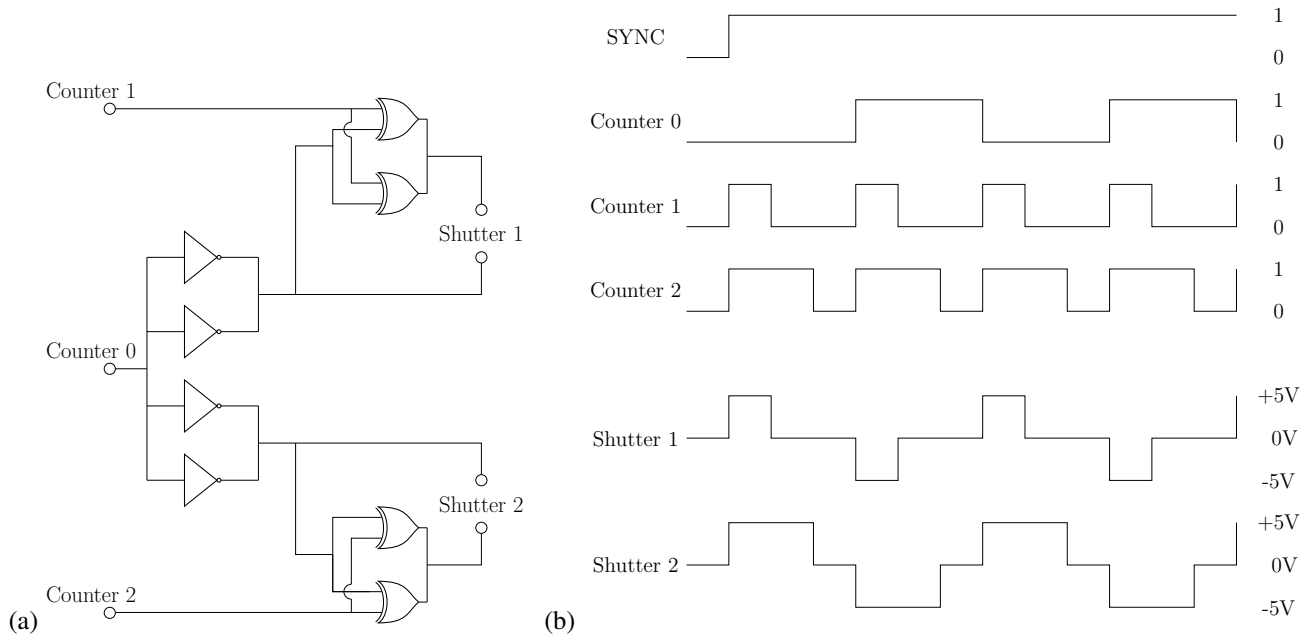 Counter 1
Shutter 1
Counter 0
Shutter 2
Counter 2
(a)
SYNC
1
0
Counter 0
1
0
Counter 1
1
0
Counter 2
1
0
Shutter 1
+5V
0V
-5V
Shutter 2
+5V
0V
-5V
(b)